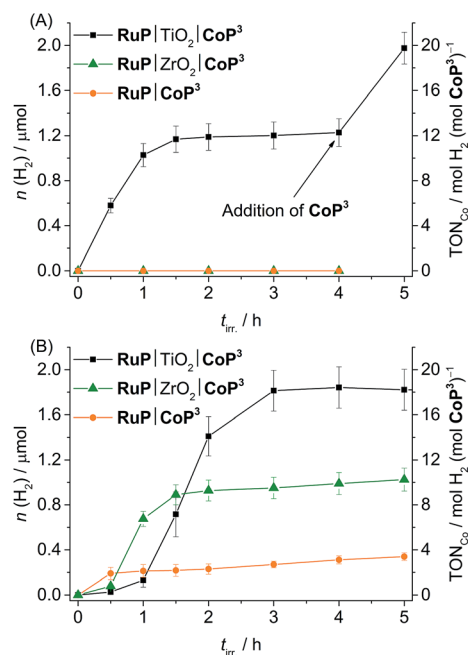 (A)
RuP|TiO₂|CoP³
RuP|ZrO₂|CoP³
RuP|CoP³
2.0
1.6
1.2
0.8
0.4
0.0
n (H₂) / μmol
20
16
12
8
4
0
TON_Co / mol H₂ (mol CoP³)⁻¹
Addition of CoP³
0 1 2 3 4 5
t_irr. / h
(B)
RuP|TiO₂|CoP³
RuP|ZrO₂|CoP³
RuP|CoP³
2.0
1.6
1.2
0.8
0.4
0.0
n (H₂) / μmol
20
16
12
8
4
0
TON_Co / mol H₂ (mol CoP³)⁻¹
0 1 2 3 4 5
t_irr. / h